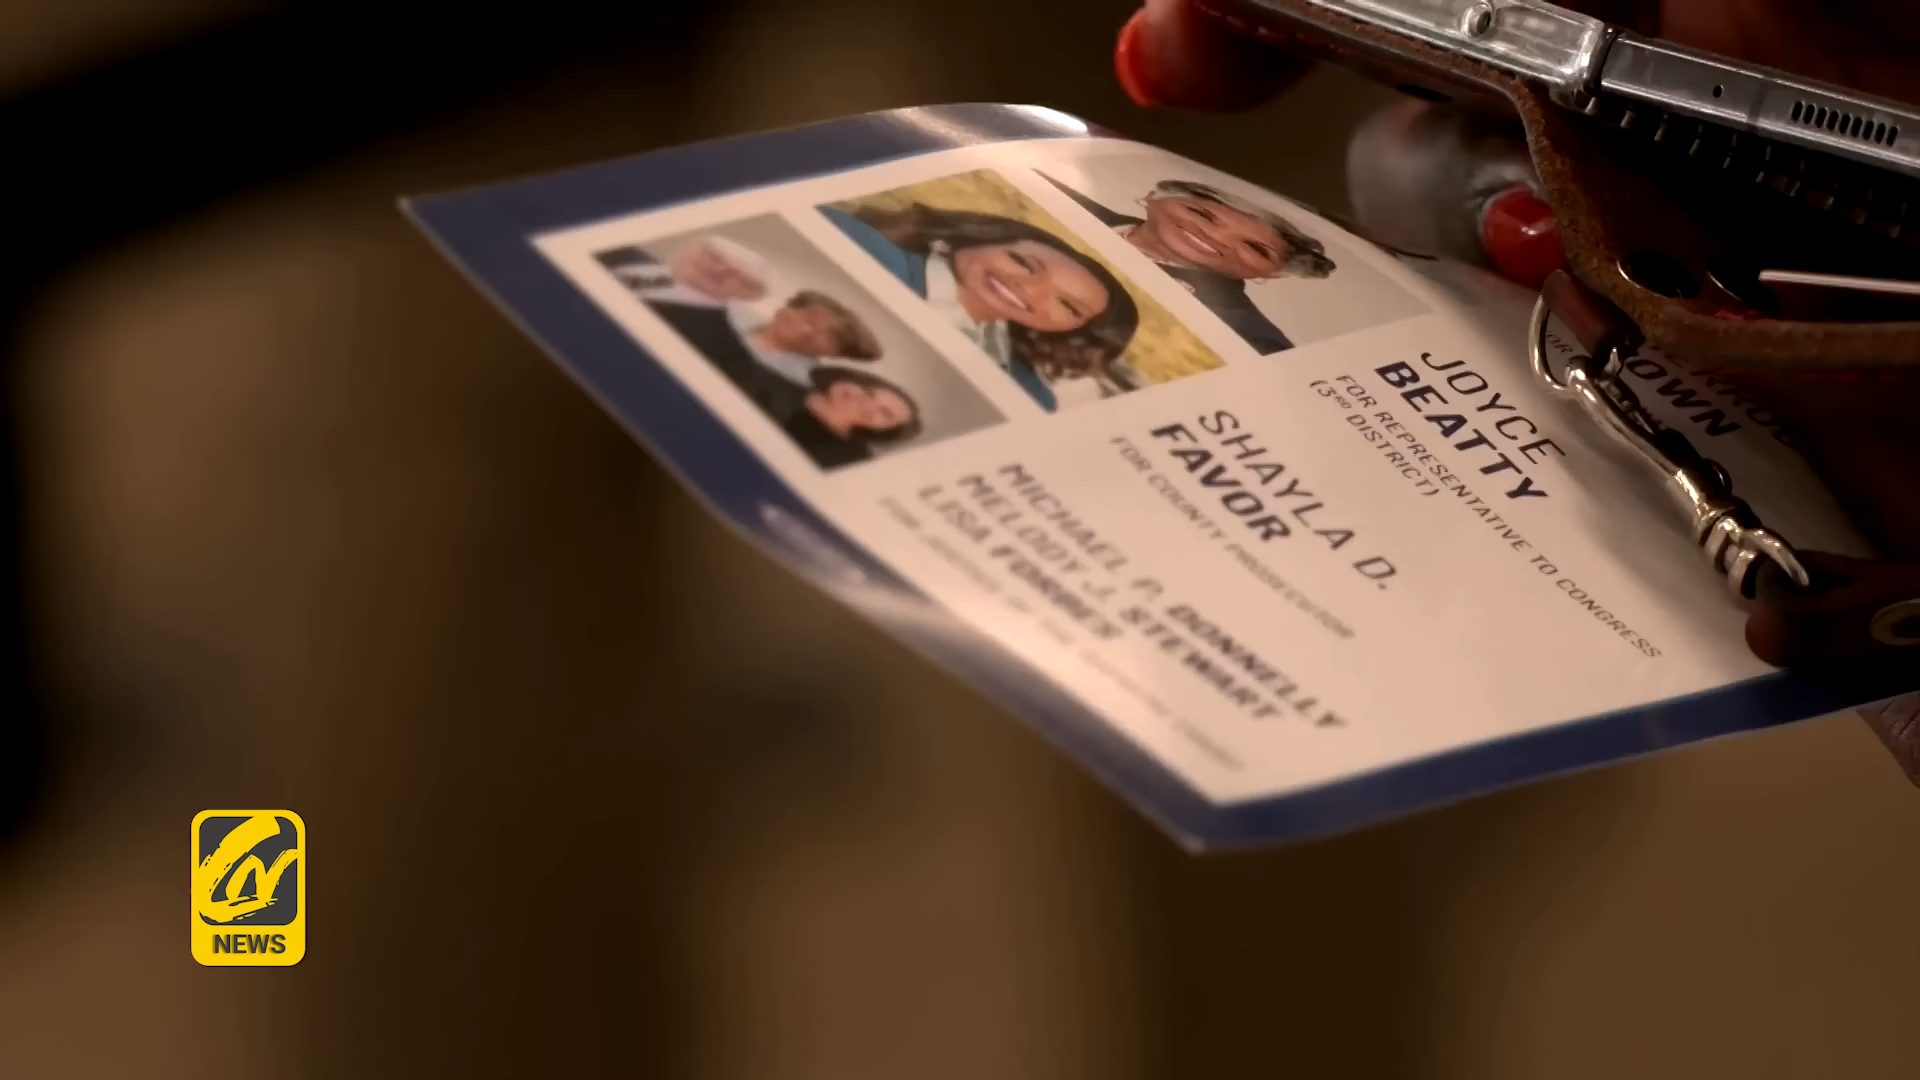 OWN
JOYCE
BEATTY
FOR REPRESENTATIVE TO CONGRESS
(3RD DISTRICT)
SHAYLA D.
FAVOR
FOR COUNTY PROSECUTOR
MICHAEL P. DONNELLY
MELODY J. STEWART
LISA FORBES
NEWS